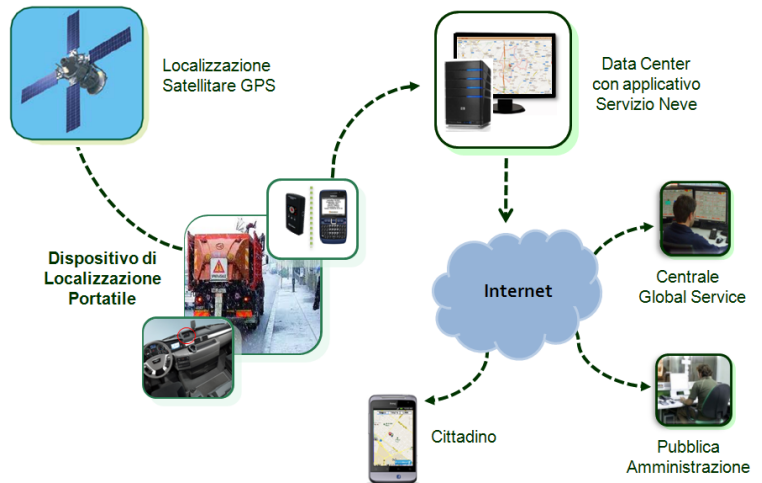 Localizzazione
Satellitare GPS
Data Center
con applicativo
Servizio Neve
Dispositivo di
Localizzazione
Portatile
Internet
Centrale
Global Service
Cittadino
Pubblica
Amministrazione